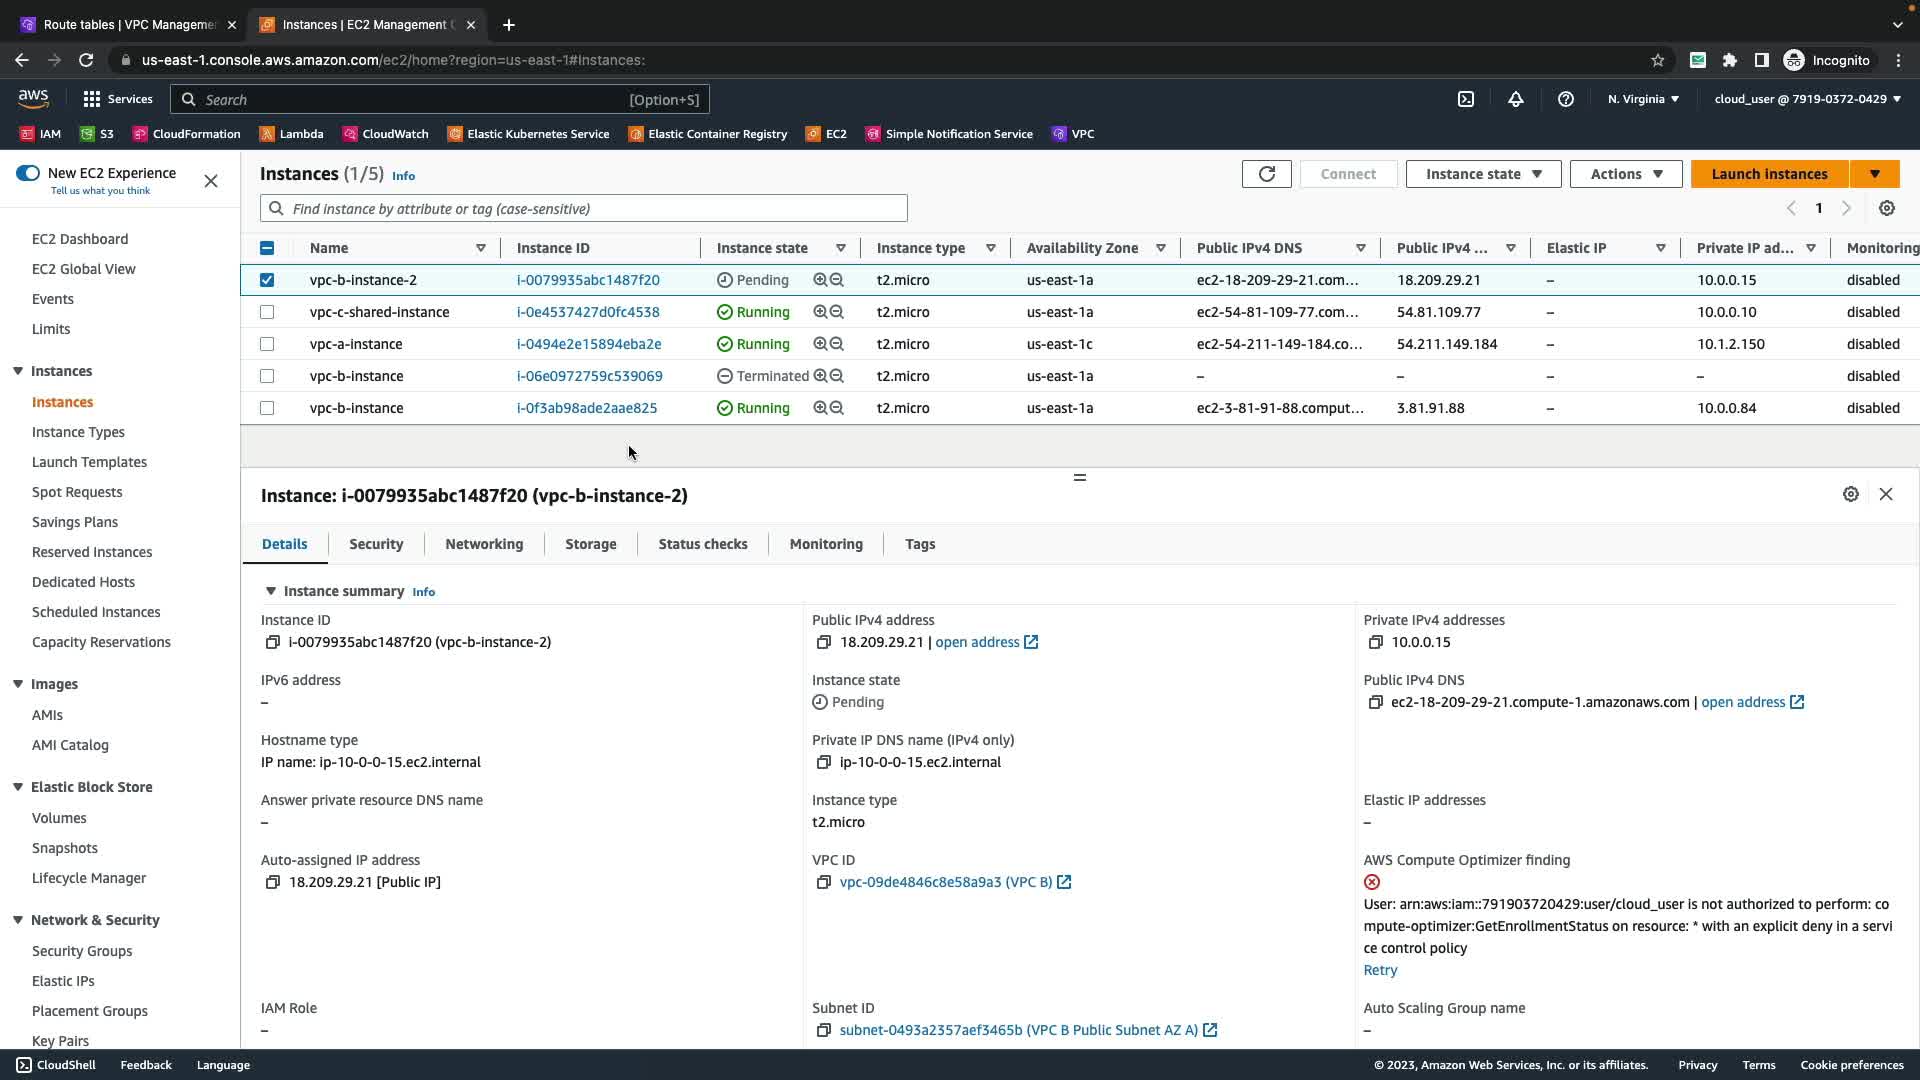 Route tables | VPC Manageme
Instances | EC2 Management C
us-east-1.console.aws.amazon.com/ec2/home?region=us-east-1#Instances:
Incognito
aws
Services
Search
[Option+S]
N. Virginia
cloud_user @ 7919-0372-0429
IAM
S3
CloudFormation
Lambda
CloudWatch
Elastic Kubernetes Service
Elastic Container Registry
EC2
Simple Notification Service
VPC
New EC2 Experience
Tell us what you think
EC2 Dashboard
EC2 Global View
Events
Limits
Instances
Instances
Instance Types
Launch Templates
Spot Requests
Savings Plans
Reserved Instances
Dedicated Hosts
Scheduled Instances
Capacity Reservations
Images
AMIs
AMI Catalog
Elastic Block Store
Volumes
Snapshots
Lifecycle Manager
Network & Security
Security Groups
Elastic IPs
Placement Groups
Key Pairs
Instances (1/5) Info
Connect
Instance state
Actions
Launch instances
Find instance by attribute or tag (case-sensitive)
1
Name Instance ID Instance state Instance type Availability Zone Public IPv4 DNS Public IPv4 ... Elastic IP Private IP ad... Monitoring
vpc-b-instance-2 i-0079935abc1487f20 Pending t2.micro us-east-1a ec2-18-209-29-21.com... 18.209.29.21 – 10.0.0.15 disabled
vpc-c-shared-instance i-0e4537427d0fc4538 Running t2.micro us-east-1a ec2-54-81-109-77.com... 54.81.109.77 – 10.0.0.10 disabled
vpc-a-instance i-0494e2e15894eba2e Running t2.micro us-east-1c ec2-54-211-149-184.co... 54.211.149.184 – 10.1.2.150 disabled
vpc-b-instance i-06e0972759c539069 Terminated t2.micro us-east-1a – – – – disabled
vpc-b-instance i-0f3ab98ade2aae825 Running t2.micro us-east-1a ec2-3-81-91-88.comput... 3.81.91.88 – 10.0.0.84 disabled
Instance: i-0079935abc1487f20 (vpc-b-instance-2)
Details
Security
Networking
Storage
Status checks
Monitoring
Tags
Instance summary Info
Instance ID
i-0079935abc1487f20 (vpc-b-instance-2)
Public IPv4 address
18.209.29.21 | open address
Private IPv4 addresses
10.0.0.15
IPv6 address
–
Instance state
Pending
Public IPv4 DNS
ec2-18-209-29-21.compute-1.amazonaws.com | open address
Hostname type
IP name: ip-10-0-0-15.ec2.internal
Private IP DNS name (IPv4 only)
ip-10-0-0-15.ec2.internal
Answer private resource DNS name
–
Instance type
t2.micro
Elastic IP addresses
–
Auto-assigned IP address
18.209.29.21 [Public IP]
VPC ID
vpc-09de4846c8e58a9a3 (VPC B)
AWS Compute Optimizer finding
User: arn:aws:iam::791903720429:user/cloud_user is not authorized to perform: co
mpute-optimizer:GetEnrollmentStatus on resource: * with an explicit deny in a servi
ce control policy
Retry
IAM Role
–
Subnet ID
subnet-0493a2357aef3465b (VPC B Public Subnet AZ A)
Auto Scaling Group name
–
CloudShell
Feedback
Language
© 2023, Amazon Web Services, Inc. or its affiliates.
Privacy
Terms
Cookie preferences